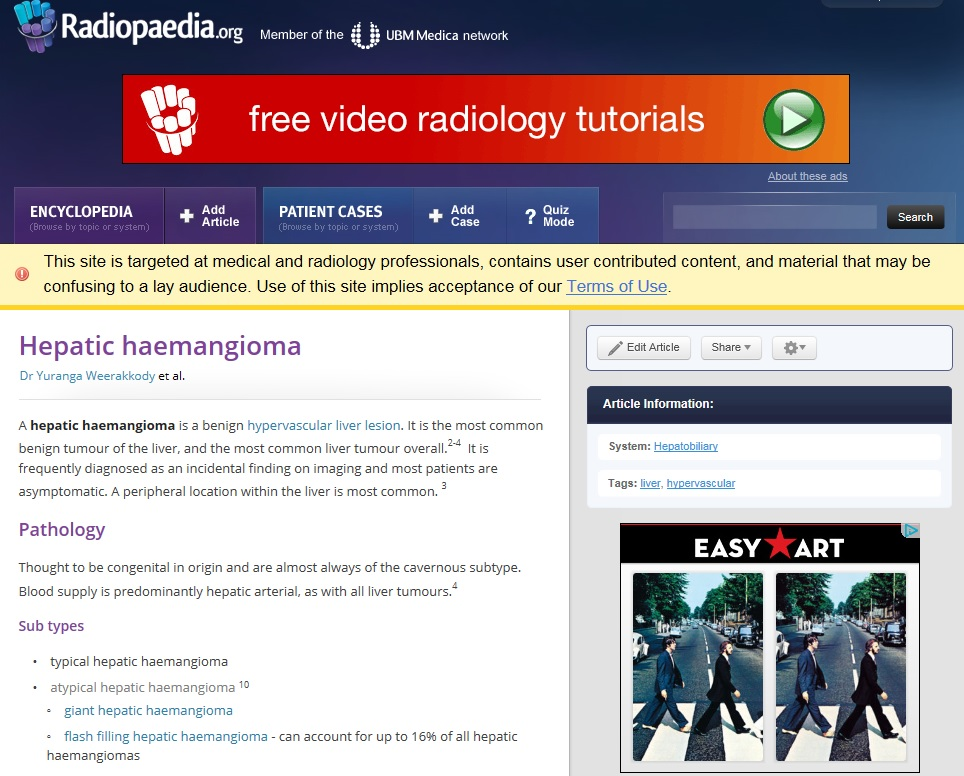 Radiopaedia.org
Member of the UBM Medica network
free video radiology tutorials
About these ads
ENCYCLOPEDIA
(Browse by topic or system)
Add
Article
PATIENT CASES
(Browse by topic or system)
Add
Case
? Quiz
Mode
Search
This site is targeted at medical and radiology professionals, contains user contributed content, and material that may be
confusing to a lay audience. Use of this site implies acceptance of our Terms of Use.
Hepatic haemangioma
Dr Yuranga Weerakkody et al.
A hepatic haemangioma is a benign hypervascular liver lesion. It is the most common
benign tumour of the liver, and the most common liver tumour overall.2-4 It is
frequently diagnosed as an incidental finding on imaging and most patients are
asymptomatic. A peripheral location within the liver is most common. 3
Pathology
Thought to be congenital in origin and are almost always of the cavernous subtype.
Blood supply is predominantly hepatic arterial, as with all liver tumours.4
Sub types
• typical hepatic haemangioma
• atypical hepatic haemangioma 10
◦ giant hepatic haemangioma
◦ flash filling hepatic haemangioma - can account for up to 16% of all hepatic
haemangiomas
Edit Article
Share
Article Information:
System: Hepatobiliary
Tags: liver, hypervascular
EASY ART